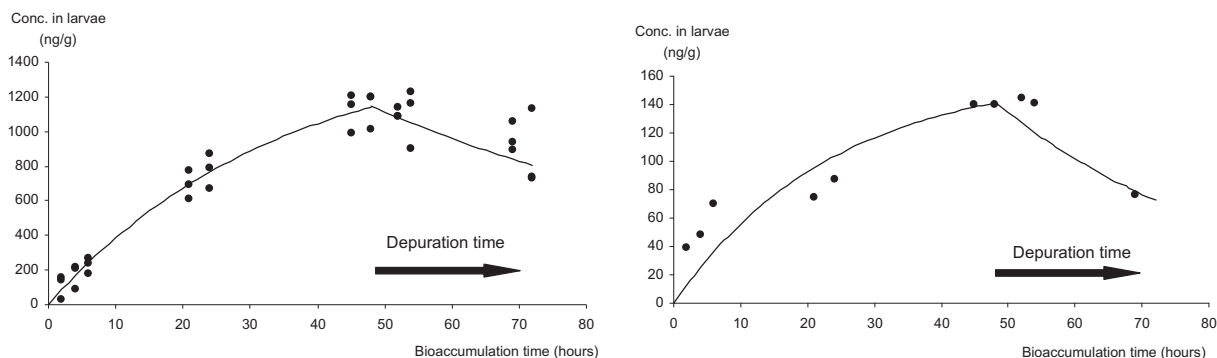 Conc. in larvae
(ng/g)
1400
1200
1000
800
600
400
200
0
0 10 20 30 40 50 60 70 80
Depuration time
Bioaccumulation time (hours)
Conc. in larvae
(ng/g)
160
140
120
100
80
60
40
20
0
0 10 20 30 40 50 60 70 80
Depuration time
Bioaccumulation time (hours)